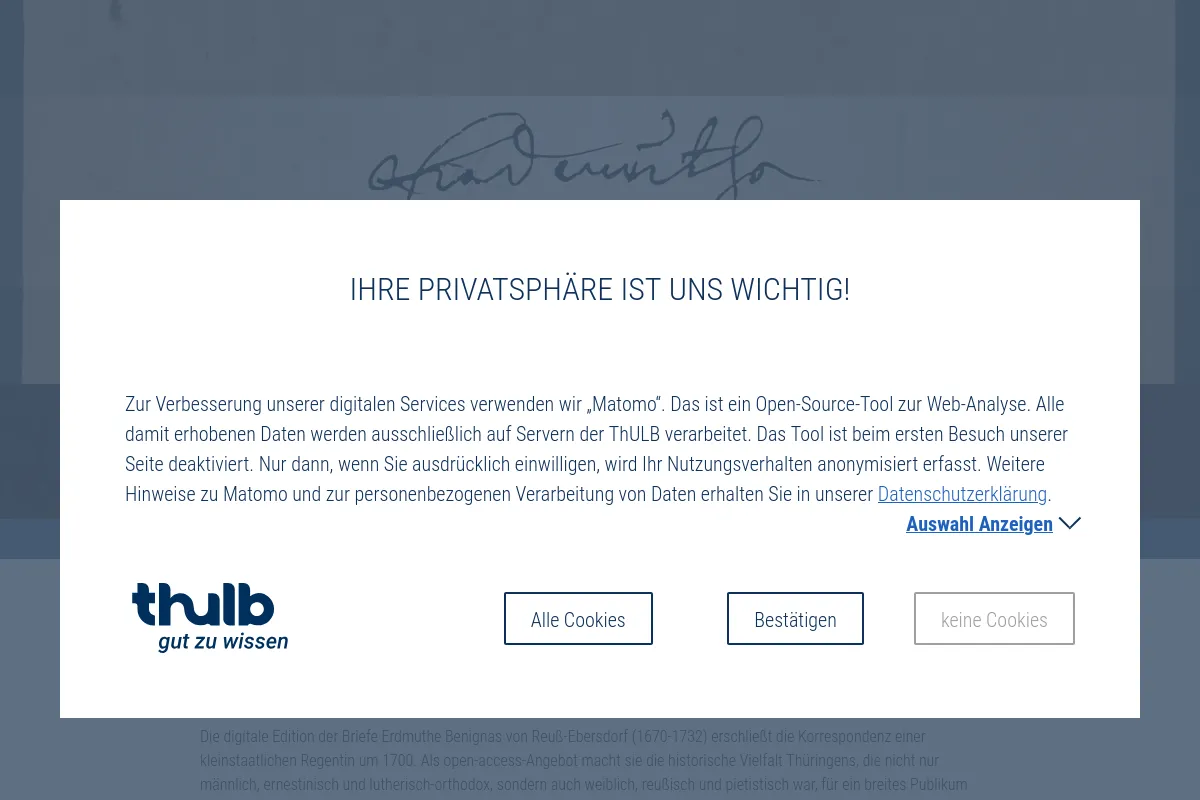 IHRE PRIVATSPHÄRE IST UNS WICHTIG!
Zur Verbesserung unserer digitalen Services verwenden wir „Matomo“. Das ist ein Open-Source-Tool zur Web-Analyse. Alle
damit erhobenen Daten werden ausschließlich auf Servern der ThULB verarbeitet. Das Tool ist beim ersten Besuch unserer
Seite deaktiviert. Nur dann, wenn Sie ausdrücklich einwilligen, wird Ihr Nutzungsverhalten anonymisiert erfasst. Weitere
Hinweise zu Matomo und zur personenbezogenen Verarbeitung von Daten erhalten Sie in unserer Datenschutzerklärung.
Auswahl Anzeigen
thulb
gut zu wissen
Alle Cookies
Bestätigen
keine Cookies
Die digitale Edition der Briefe Erdmuthe Benignas von Reuß-Ebersdorf (1670-1732) erschließt die Korrespondenz einer
kleinstaatlichen Regentin um 1700. Als open-access-Angebot macht sie die historische Vielfalt Thüringens, die nicht nur
männlich, ernestinisch und lutherisch-orthodox, sondern auch weiblich, reußisch und pietistisch war, für ein breites Publikum